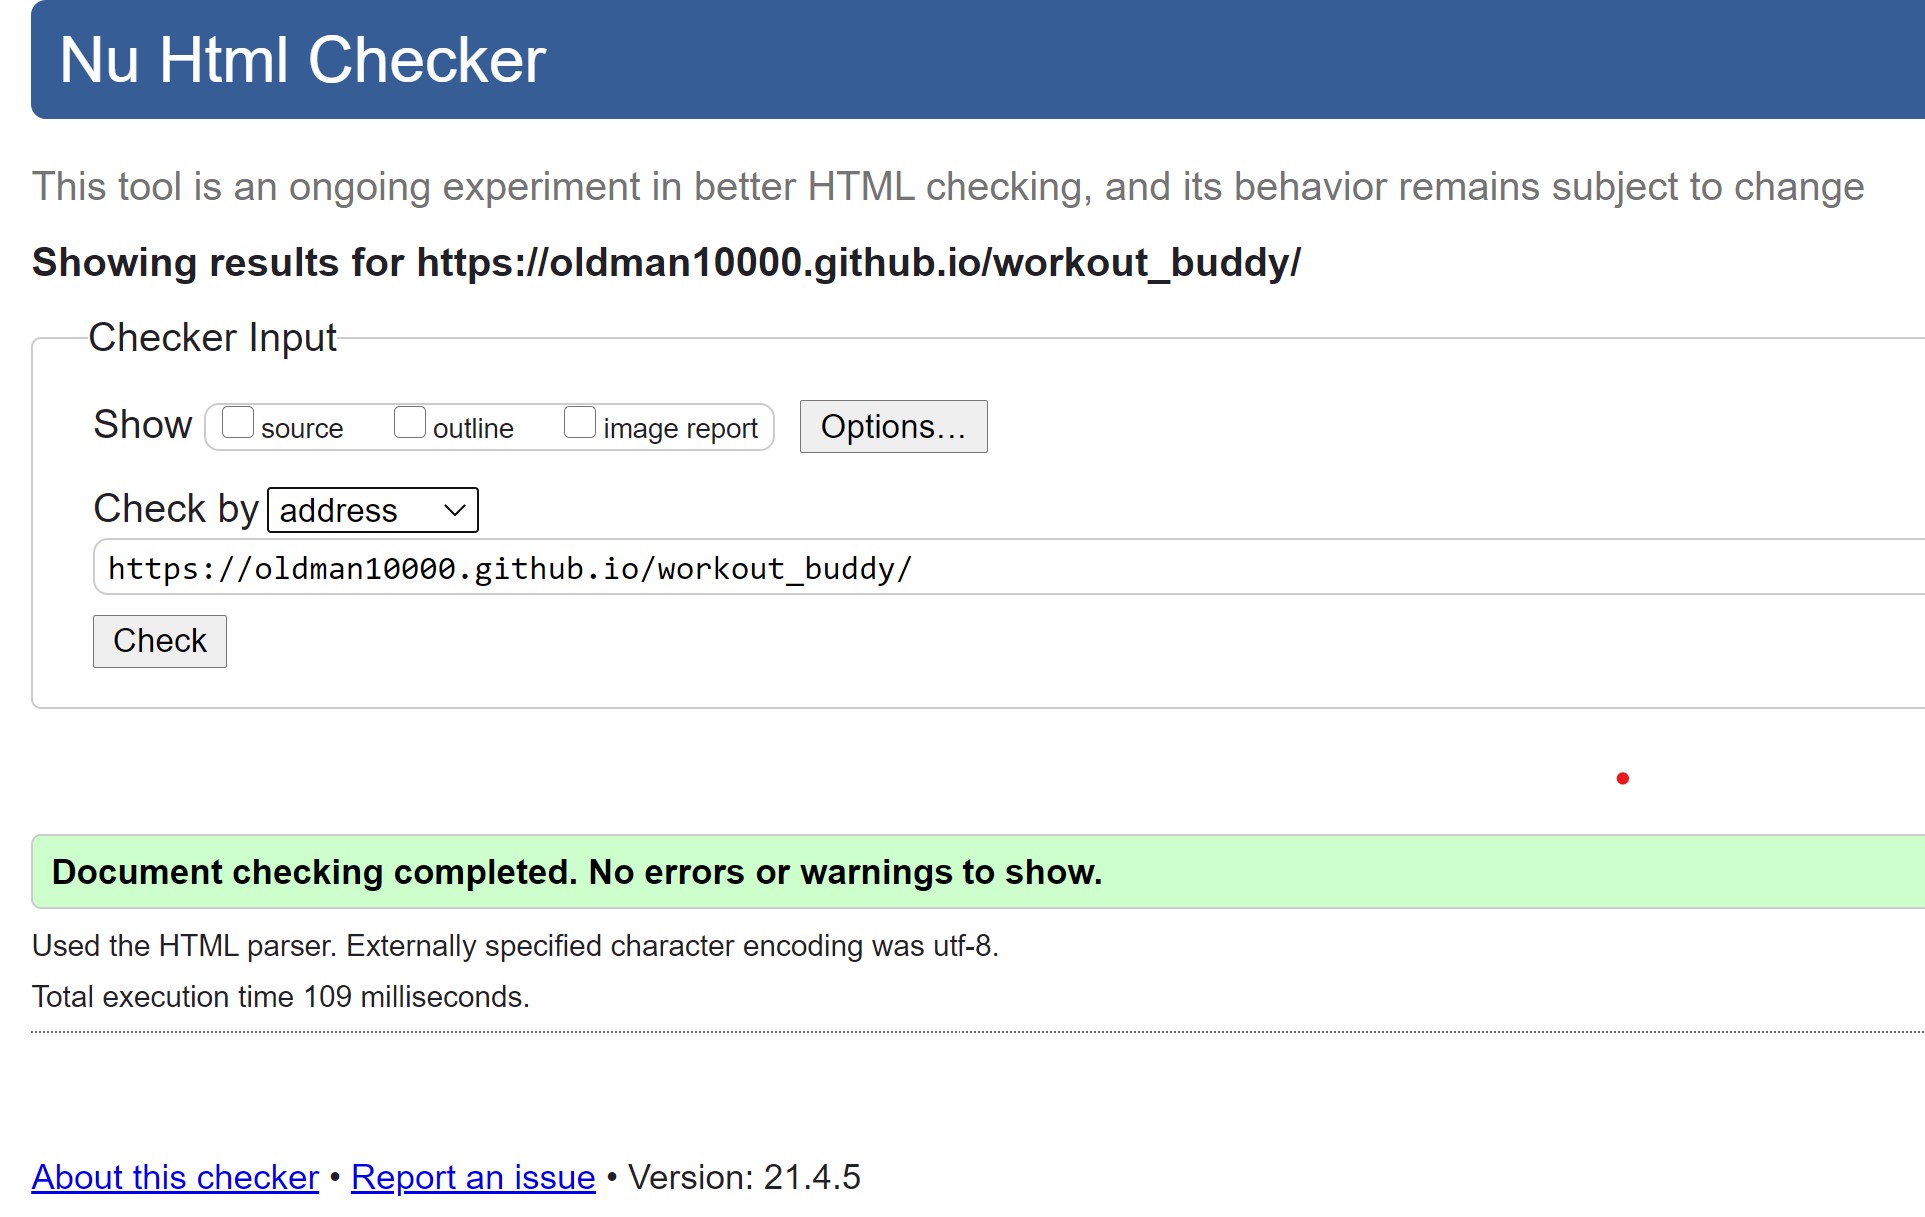 Nu Html Checker
This tool is an ongoing experiment in better HTML checking, and its behavior remains subject to change
Showing results for https://oldman10000.github.io/workout_buddy/
Checker Input
Show source outline image report Options...
Check by address
https://oldman10000.github.io/workout_buddy/
Check
Document checking completed. No errors or warnings to show.
Used the HTML parser. Externally specified character encoding was utf-8.
Total execution time 109 milliseconds.
About this checker • Report an issue • Version: 21.4.5